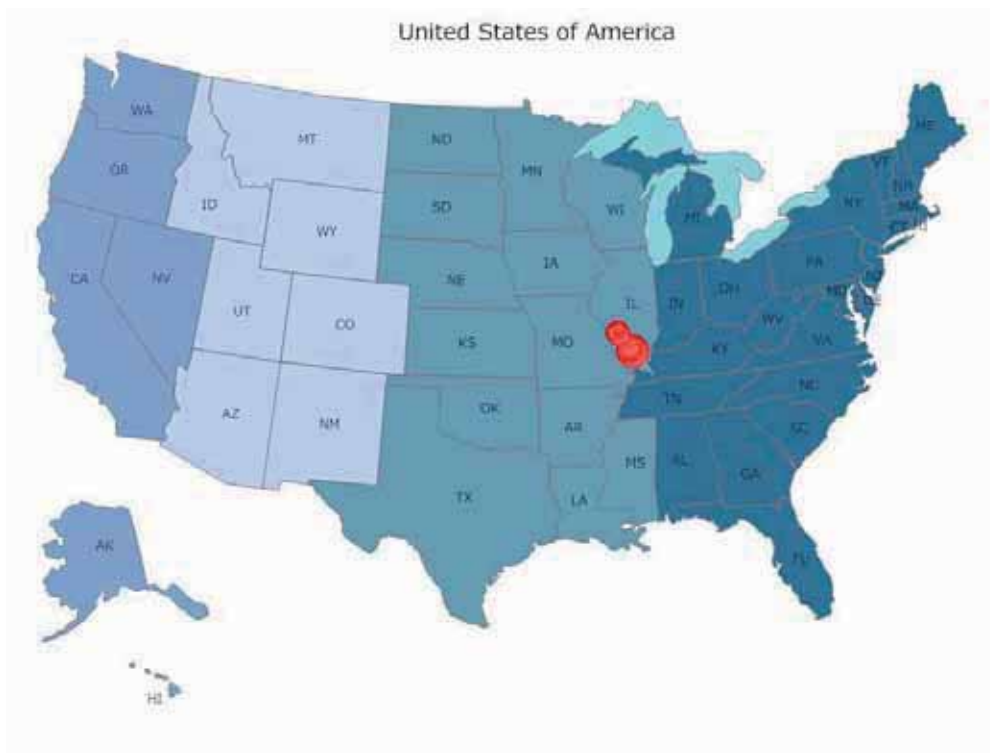 United States of America
WA
MT
ND
ME
OR
MN
VT
ID
SD
WI
MI
NY
NH
MA
WY
CT
RI
CA
NV
NE
IA
PA
NJ
UT
CO
IL
IN
OH
MD
DE
KS
MO
KY
WV
VA
AZ
NM
OK
AR
TN
NC
SC
TX
LA
MS
AL
GA
AK
FL
HI